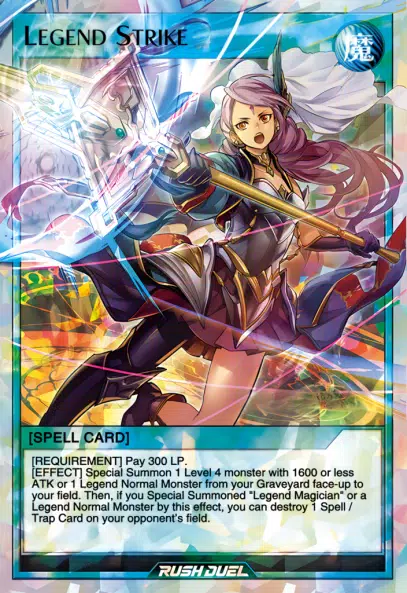 LEGEND STRIKE
魔
[SPELL CARD]
[REQUIREMENT] Pay 300 LP.
[EFFECT] Special Summon 1 Level 4 monster with 1600 or less
ATK or 1 Legend Normal Monster from your Graveyard face-up to
your field. Then, if you Special Summoned "Legend Magician" or a
Legend Normal Monster by this effect, you can destroy 1 Spell /
Trap Card on your opponent's field.
RUSH DUEL